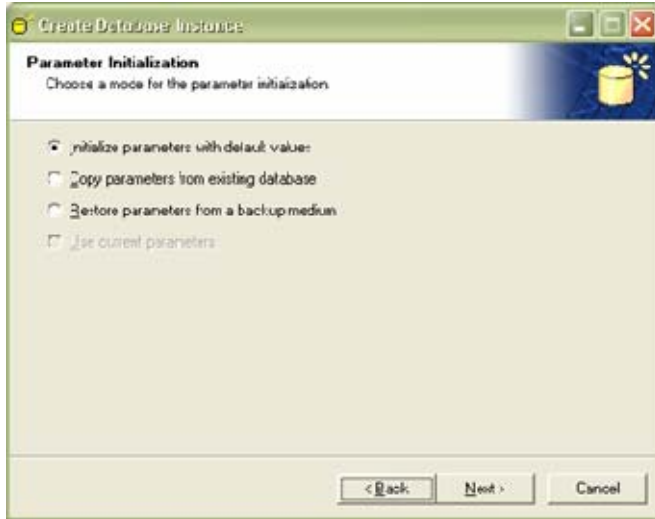 Create Database Instance
Parameter Initialization
Choose a mode for the parameter initialization
Initialize parameters with default values
Copy parameters from existing database
Restore parameters from a backup medium
Use current parameters
< Back
Next >
Cancel